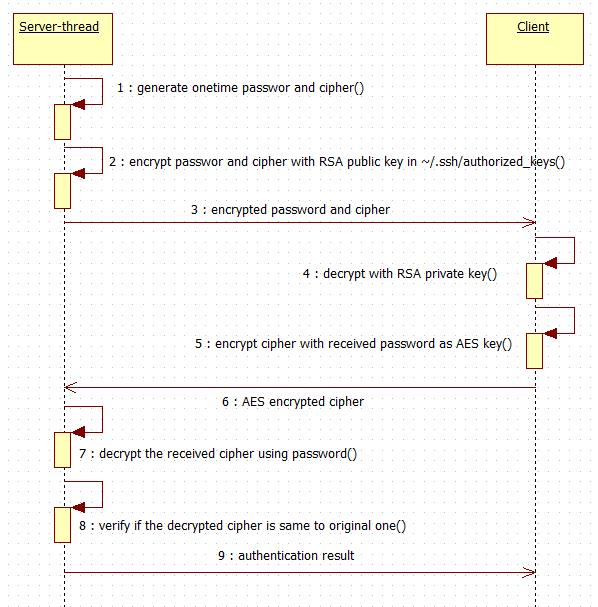 Server-thread
Client
1 : generate onetime passwor and cipher()
2 : encrypt passwor and cipher with RSA public key in ~/.ssh/authorized_keys()
3 : encrypted password and cipher
4 : decrypt with RSA private key()
5 : encrypt cipher with received password as AES key()
6 : AES encrypted cipher
7 : decrypt the received cipher using password()
8 : verify if the decrypted cipher is same to original one()
9 : authentication result